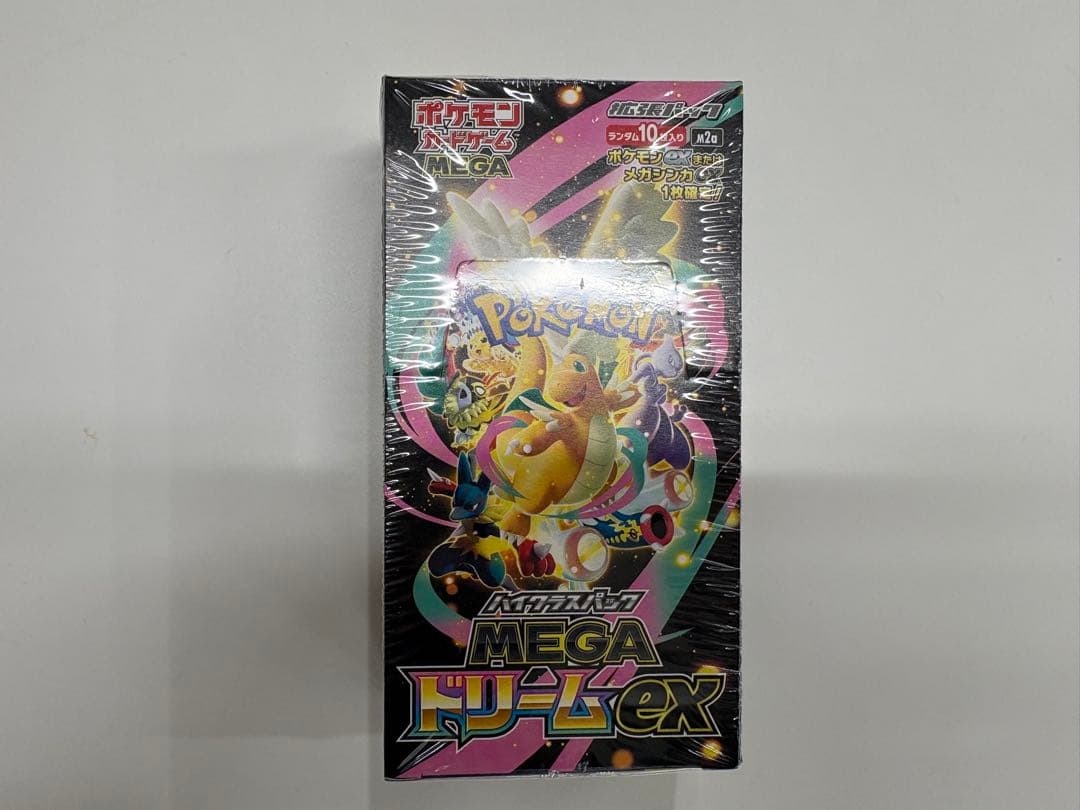 ポケモン
カードゲーム
MEGA
拡張パック
ランダム10枚入り M2a
ポケモンexまたは
メガシンカex
1枚確定!
POKÉMON
ハイクラスパック
MEGA
ドリームex